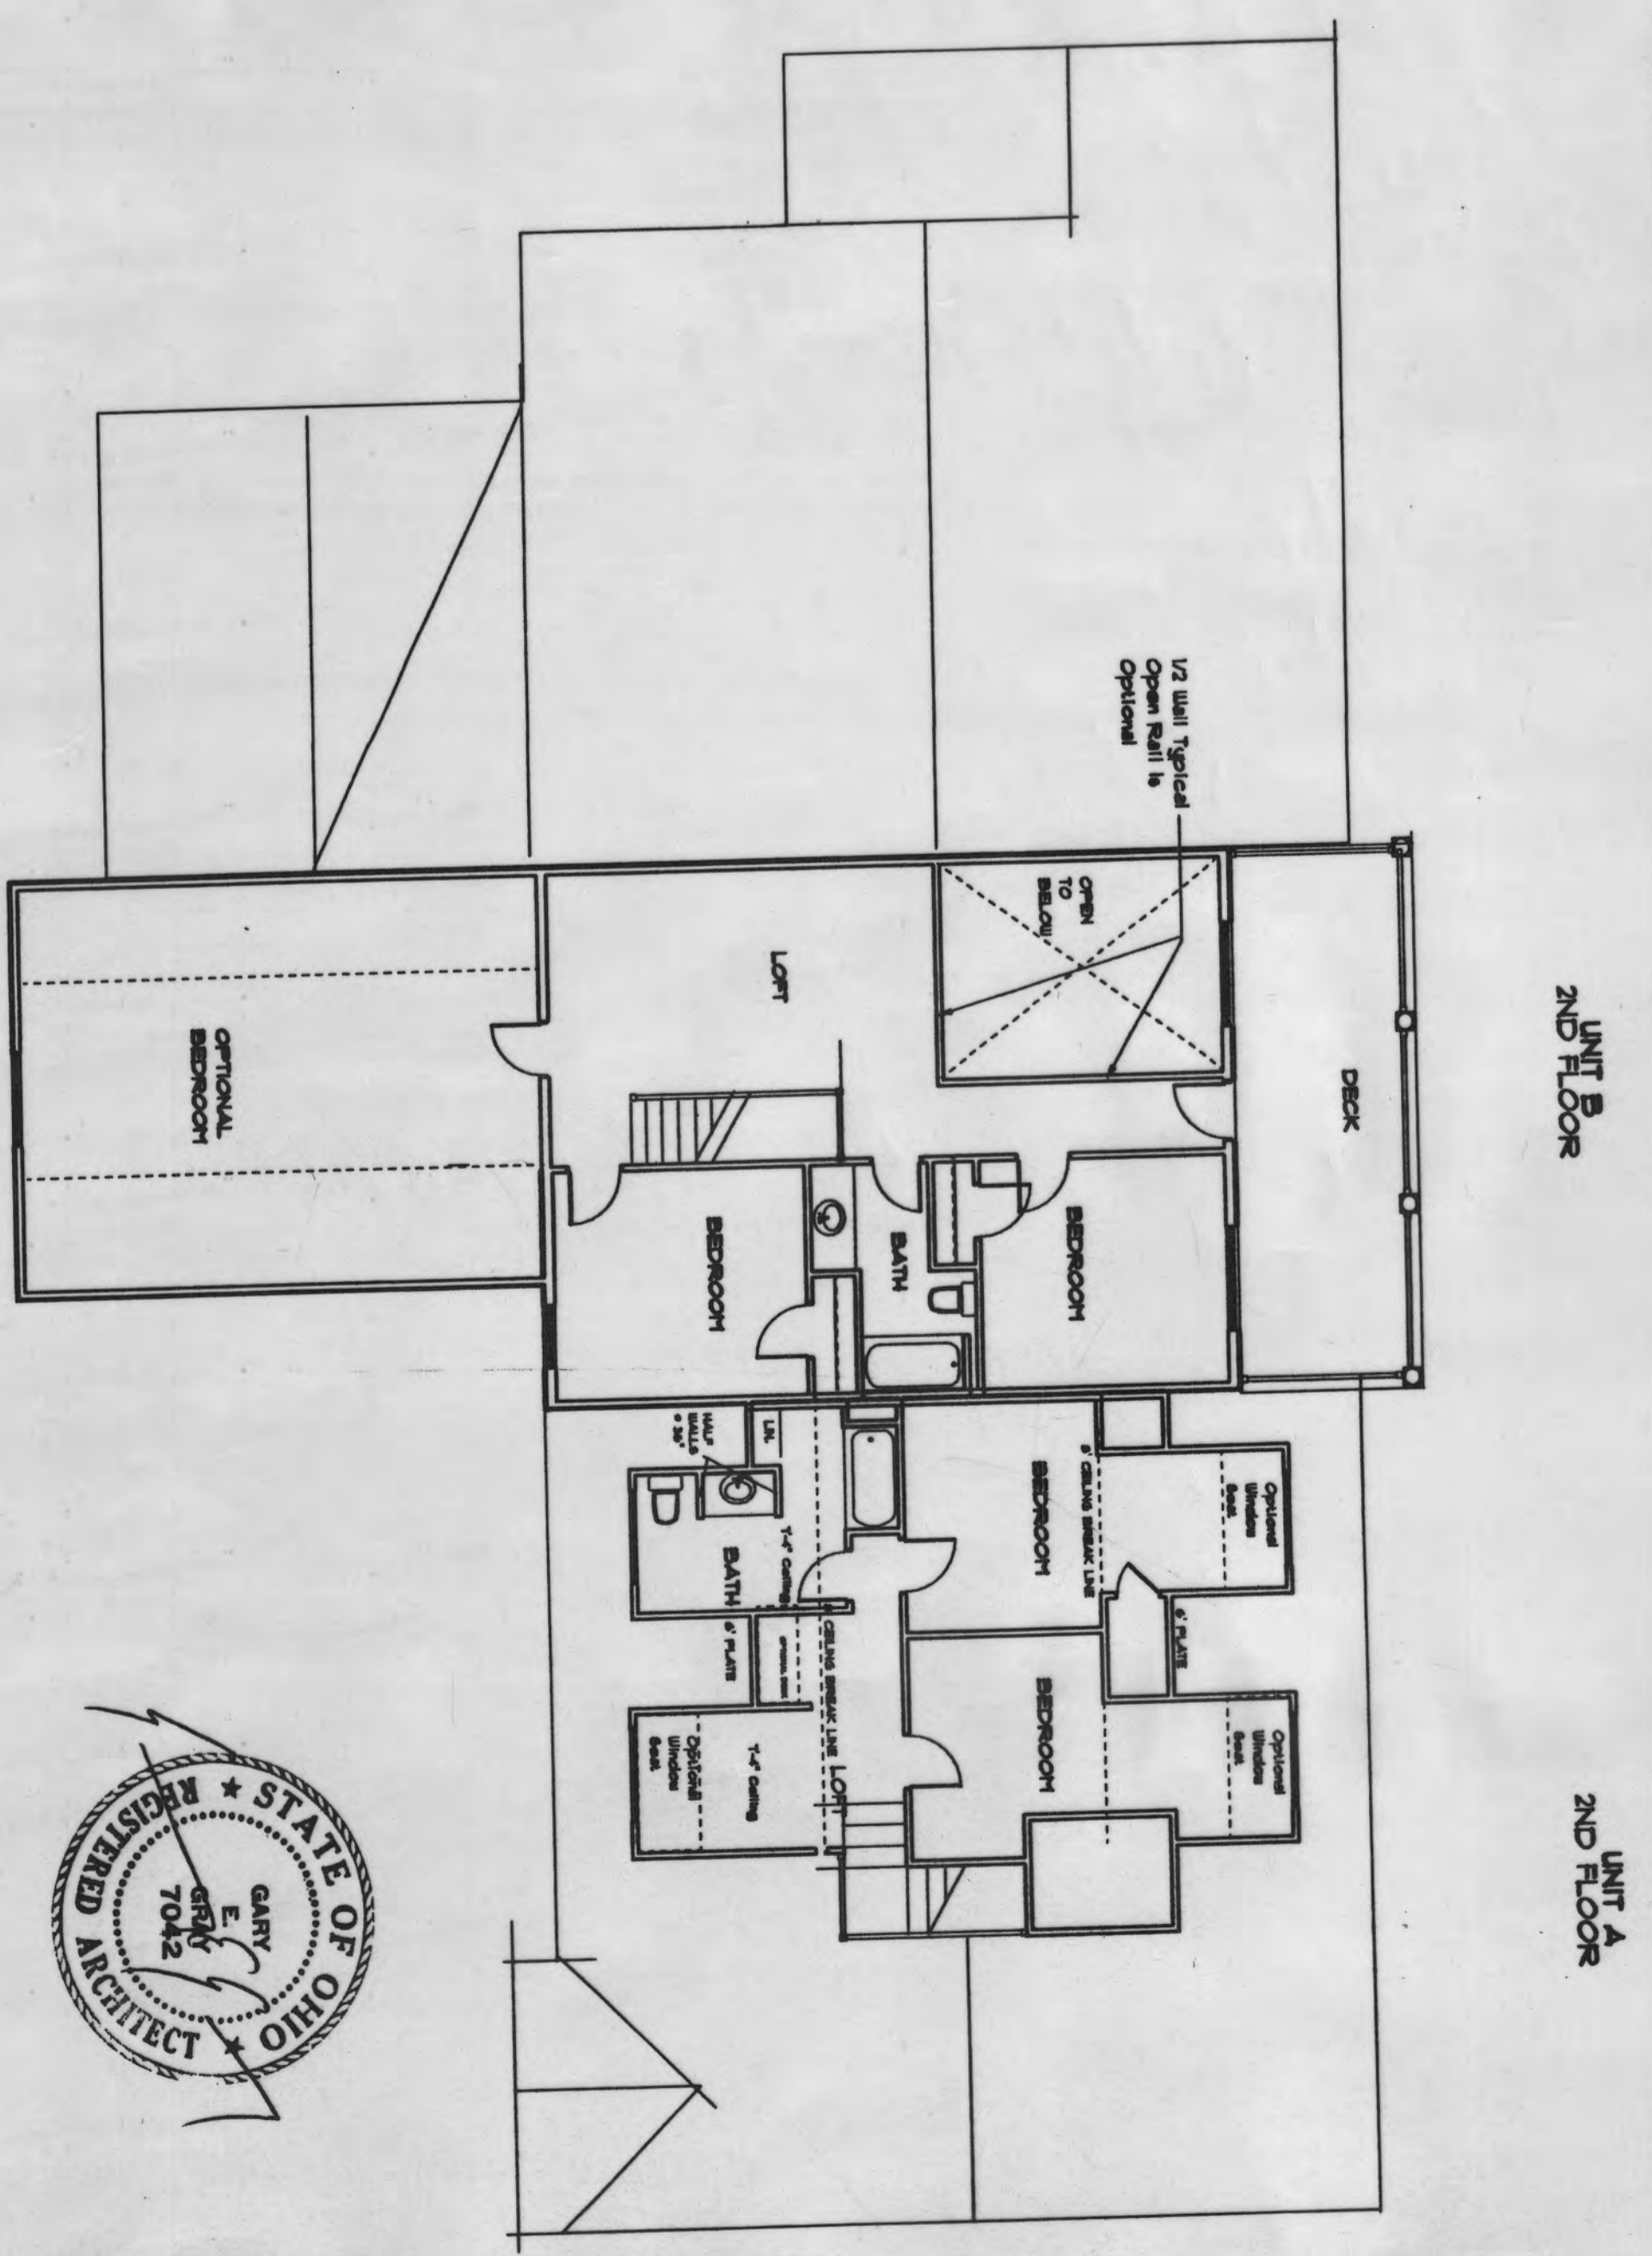 UNIT B
2ND FLOOR
UNIT A
2ND FLOOR
1/2 Wall Typical
Open Rail is
Optional
DECK
OPEN
TO
BELOW
LOFT
BEDROOM
BATH
BEDROOM
OPTIONAL
BEDROOM
Optional
Window
Seat
Optional
Window
Seat
6' PLATE
8' CEILING BREAK LINE
BEDROOM
BEDROOM
LIN.
HALF
WALLS
@ 36"
7'-4" Ceiling
BATH
CEILING BREAK LINE
LOFT
6' PLATE
7'-4" Ceiling
Optional
Window
Seat
STATE OF OHIO
GARY
E.
GRAY
7042
REGISTERED ARCHITECT